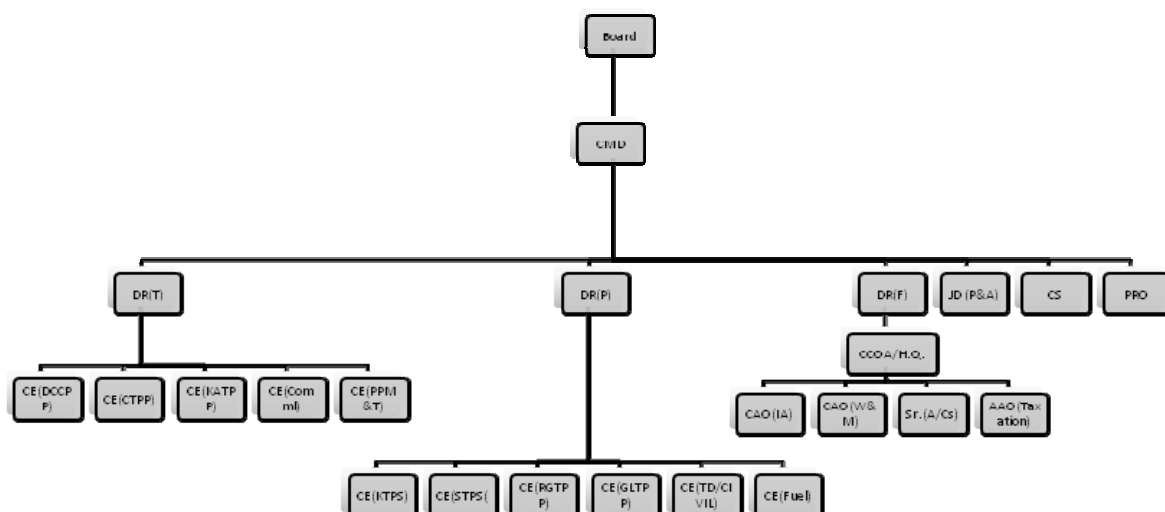 Board
CMD
DR(T)
DR(P)
DR(F)
JD (P&A)
CS
PRO
CCOA/H.Q.
CE(DCCP
P)
CE(CTPP)
CE(KATP
P)
CE(Com
ml)
CE(PPM
&T)
CAO(IA)
CAO(W&
M)
Sr.(A/Cs)
AAO(Tax
ation)
CE(KTPS)
CE(STPS(
CE(RGTP
P)
CE(GLTP
P)
CE(TD/CI
VIL)
CE(Fuel)